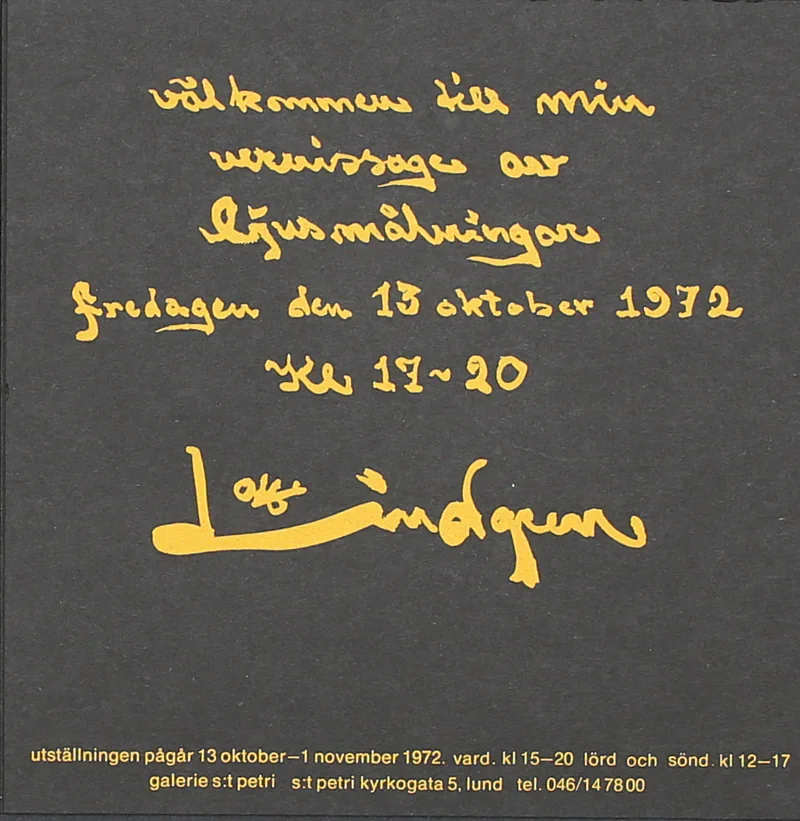 välkommen till min
vernissage av
ljusmålningar
fredagen den 13 oktober 1972
Kl 17~20
Lindgren
utställningen pågår 13 oktober–1 november 1972. vard. kl 15–20 lörd och sönd. kl 12–17
galerie s:t petri s:t petri kyrkogata 5, lund tel. 046/14 78 00